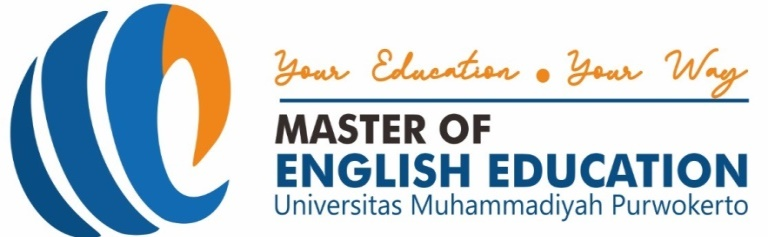 Your Education • Your Way
MASTER OF
ENGLISH EDUCATION
Universitas Muhammadiyah Purwokerto